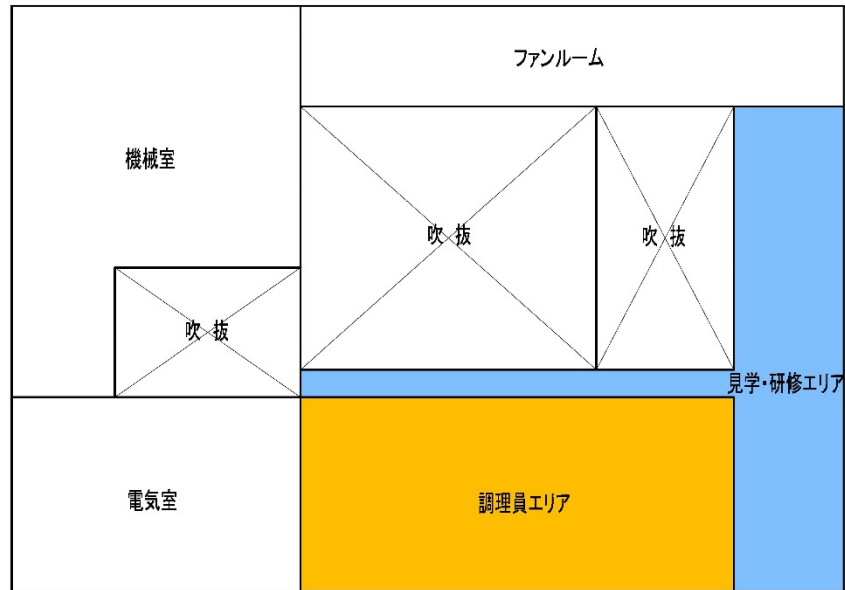 ファンルーム
機械室
吹 抜
吹 抜
吹 抜
見学・研修エリア
電気室
調理員エリア